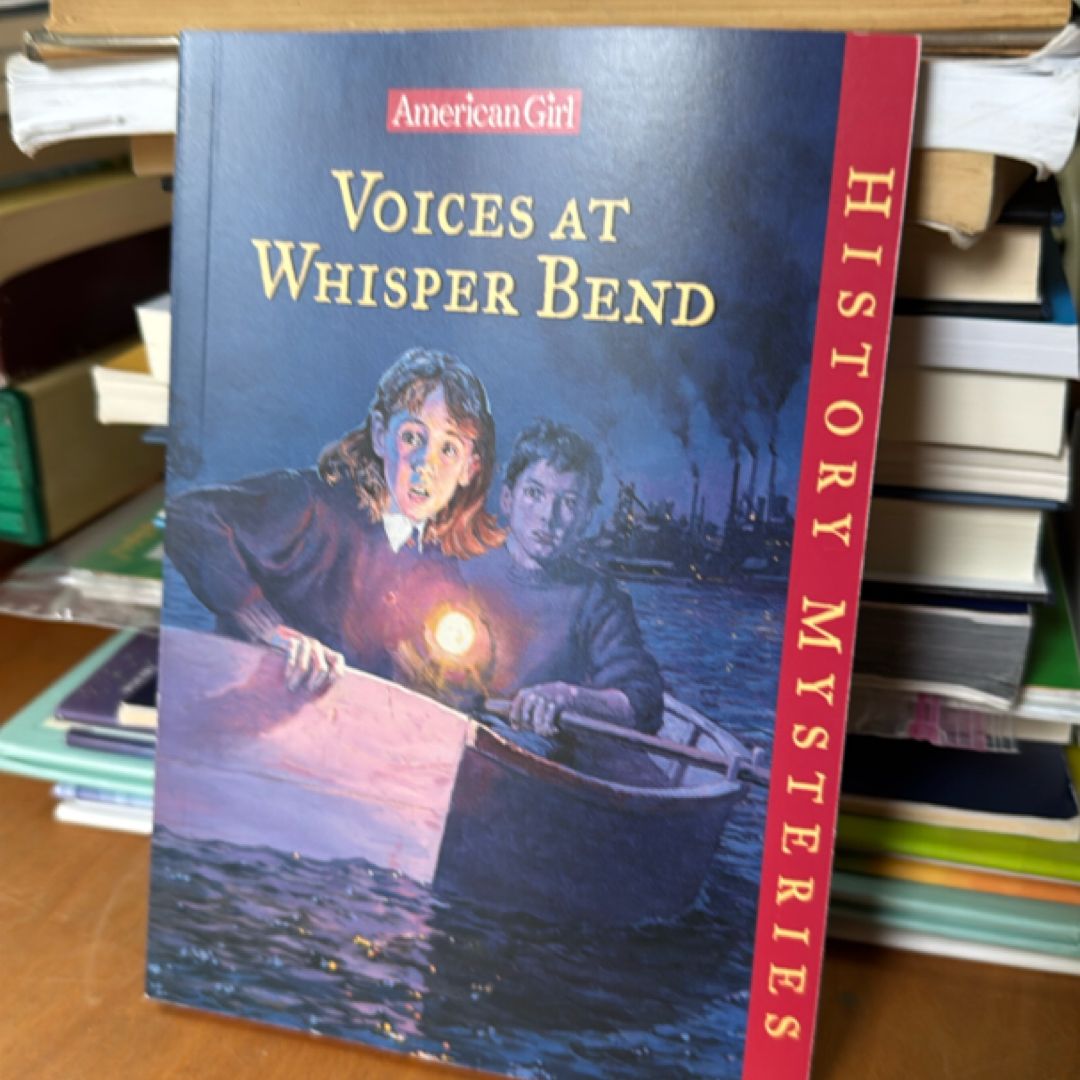 American Girl
VOICES AT
WHISPER BEND
HISTORY MYSTERIES